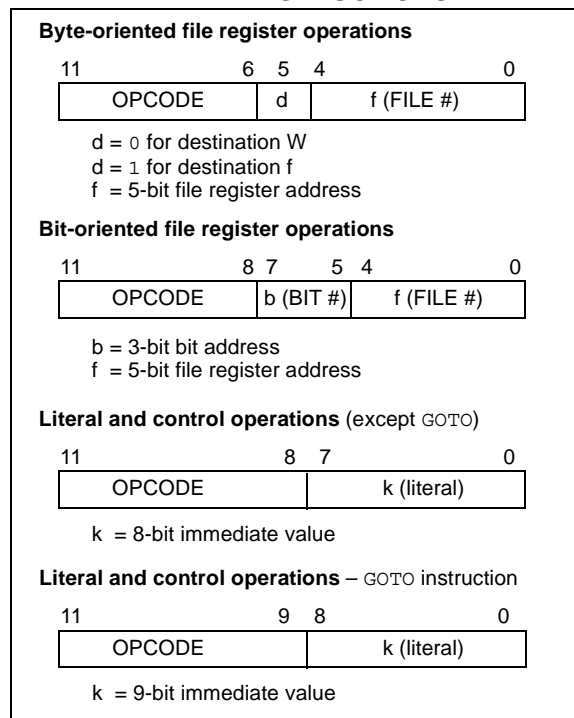 Byte-oriented file register operations
11 6 5 4 0
OPCODE d f (FILE #)
d = 0 for destination W
d = 1 for destination f
f = 5-bit file register address
Bit-oriented file register operations
11 8 7 5 4 0
OPCODE b (BIT #) f (FILE #)
b = 3-bit bit address
f = 5-bit file register address
Literal and control operations (except GOTO)
11 8 7 0
OPCODE k (literal)
k = 8-bit immediate value
Literal and control operations – GOTO instruction
11 9 8 0
OPCODE k (literal)
k = 9-bit immediate value